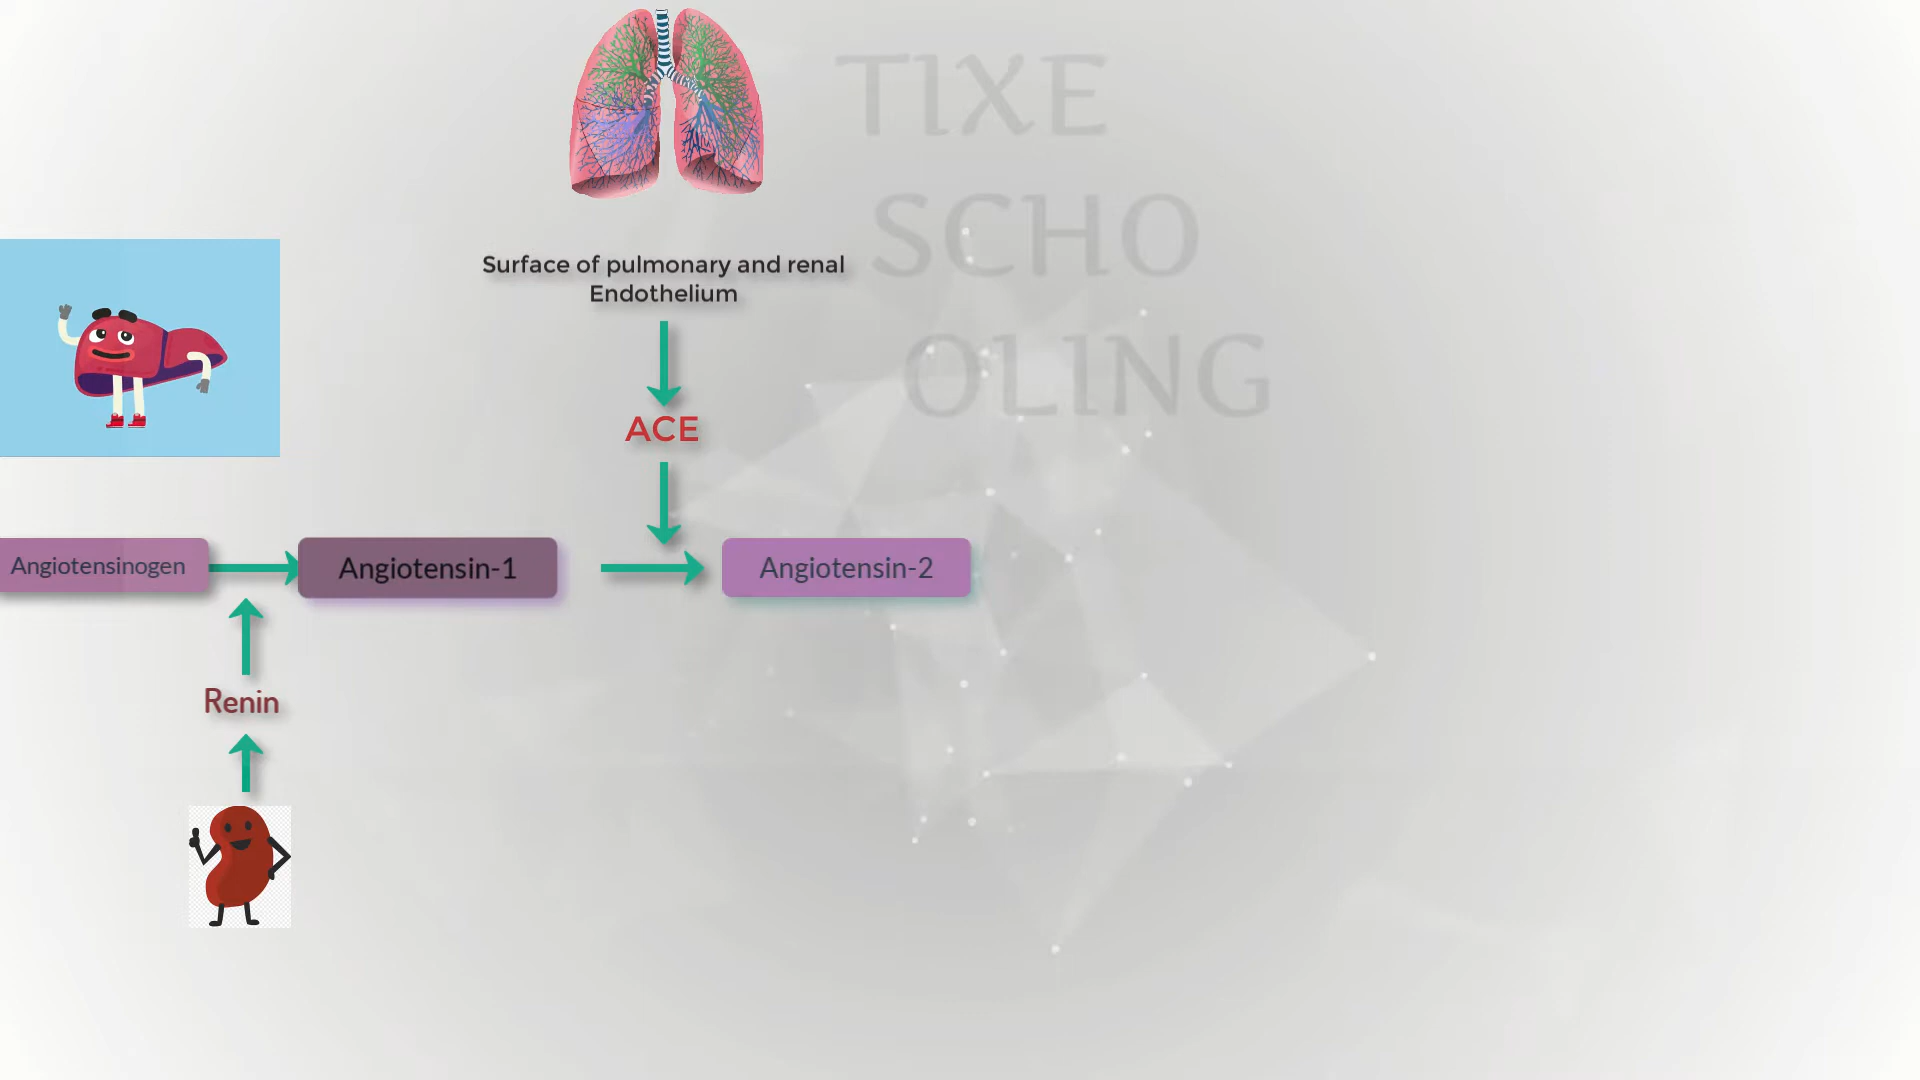 TIXE
SCHO
OLING
Surface of pulmonary and renal
Endothelium
ACE
Angiotensinogen
Angiotensin-1
Angiotensin-2
Renin